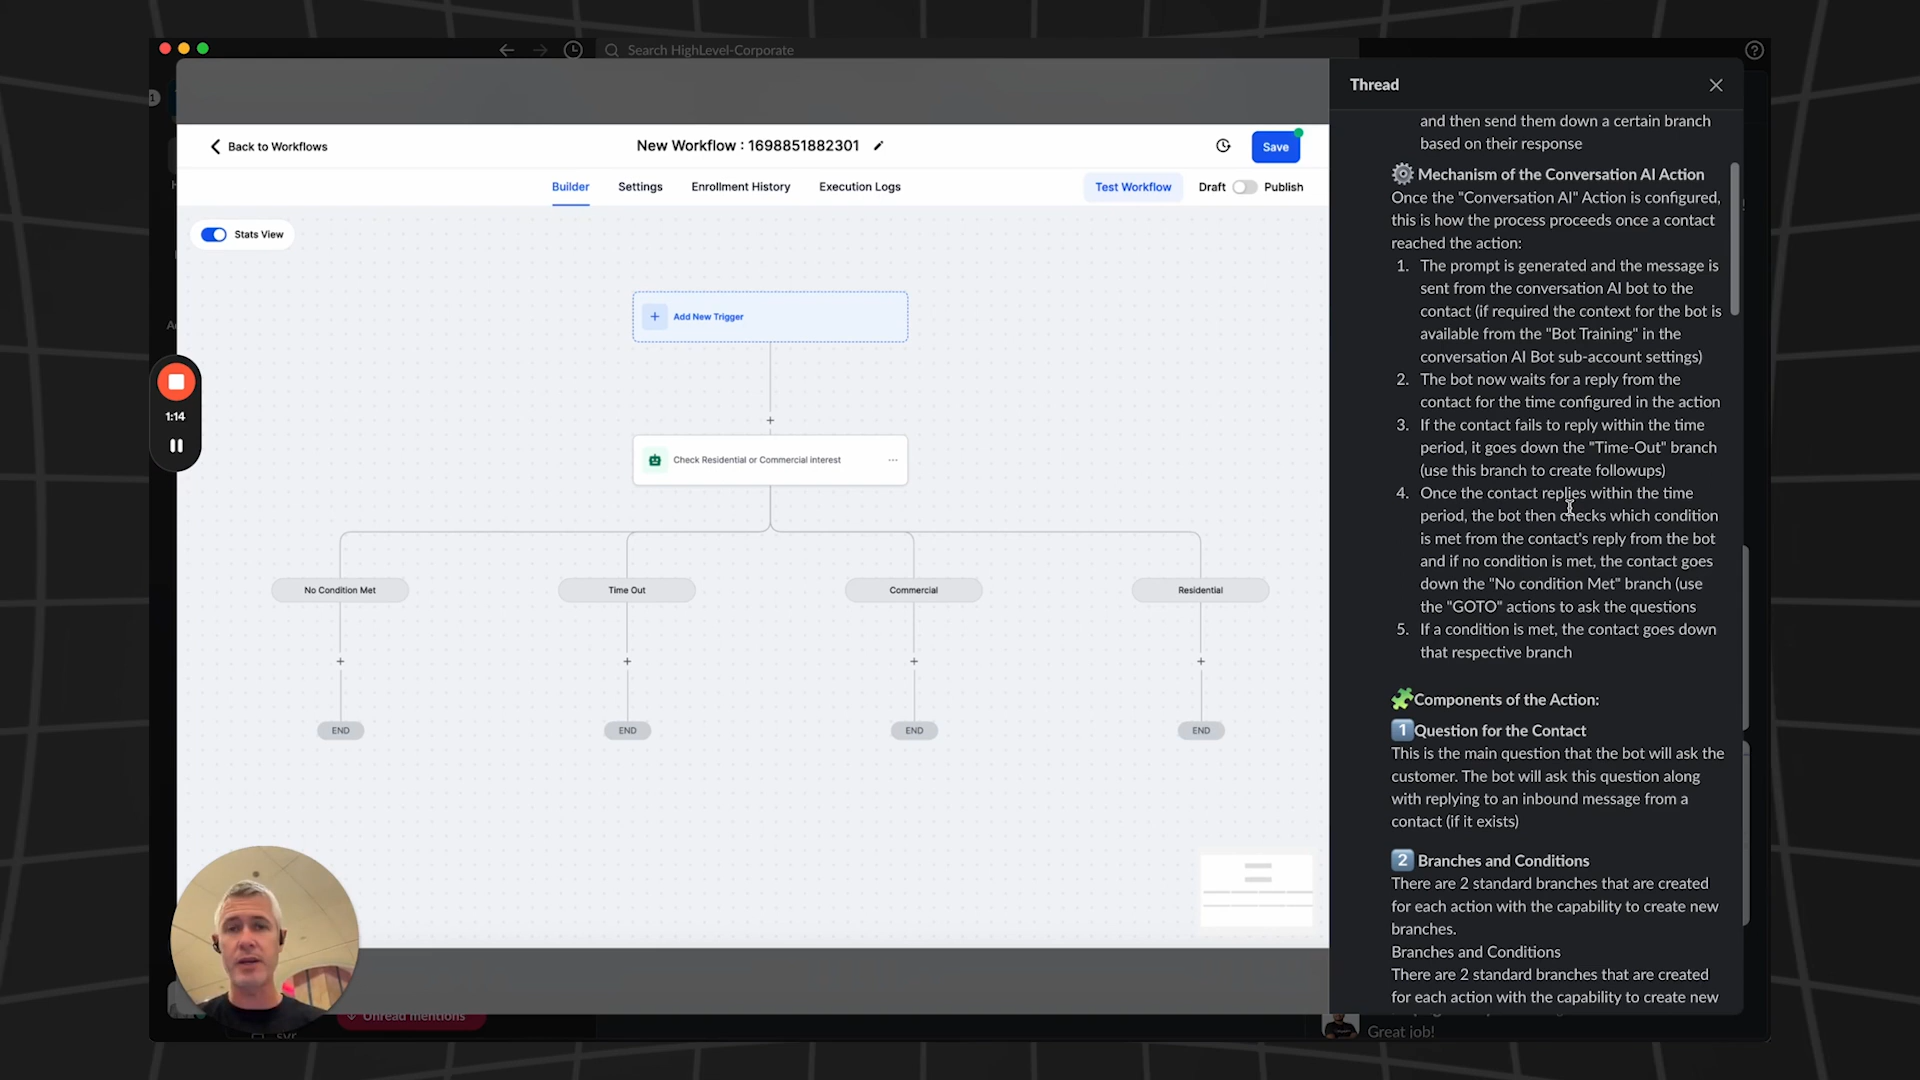 Search HighLevel-Corporate
1
Back to Workflows
New Workflow : 1698851882301
Save
Builder
Settings
Enrollment History
Execution Logs
Test Workflow
Draft
Publish
Stats View
Add New Trigger
Check Residential or Commercial interest
No Condition Met
Time Out
Commercial
Residential
END
END
END
END
1:14
Unread mentions
Thread
and then send them down a certain branch
based on their response
Mechanism of the Conversation AI Action
Once the "Conversation AI" Action is configured,
this is how the process proceeds once a contact
reached the action:
1. The prompt is generated and the message is
sent from the conversation AI bot to the
contact (if required the context for the bot is
available from the "Bot Training" in the
conversation AI Bot sub-account settings)
2. The bot now waits for a reply from the
contact for the time configured in the action
3. If the contact fails to reply within the time
period, it goes down the "Time-Out" branch
(use this branch to create followups)
4. Once the contact replies within the time
period, the bot then checks which condition
is met from the contact's reply from the bot
and if no condition is met, the contact goes
down the "No condition Met" branch (use
the "GOTO" actions to ask the questions
5. If a condition is met, the contact goes down
that respective branch
Components of the Action:
1 Question for the Contact
This is the main question that the bot will ask the
customer. The bot will ask this question along
with replying to an inbound message from a
contact (if it exists)
2 Branches and Conditions
There are 2 standard branches that are created
for each action with the capability to create new
branches.
Branches and Conditions
There are 2 standard branches that are created
for each action with the capability to create new
Great job!